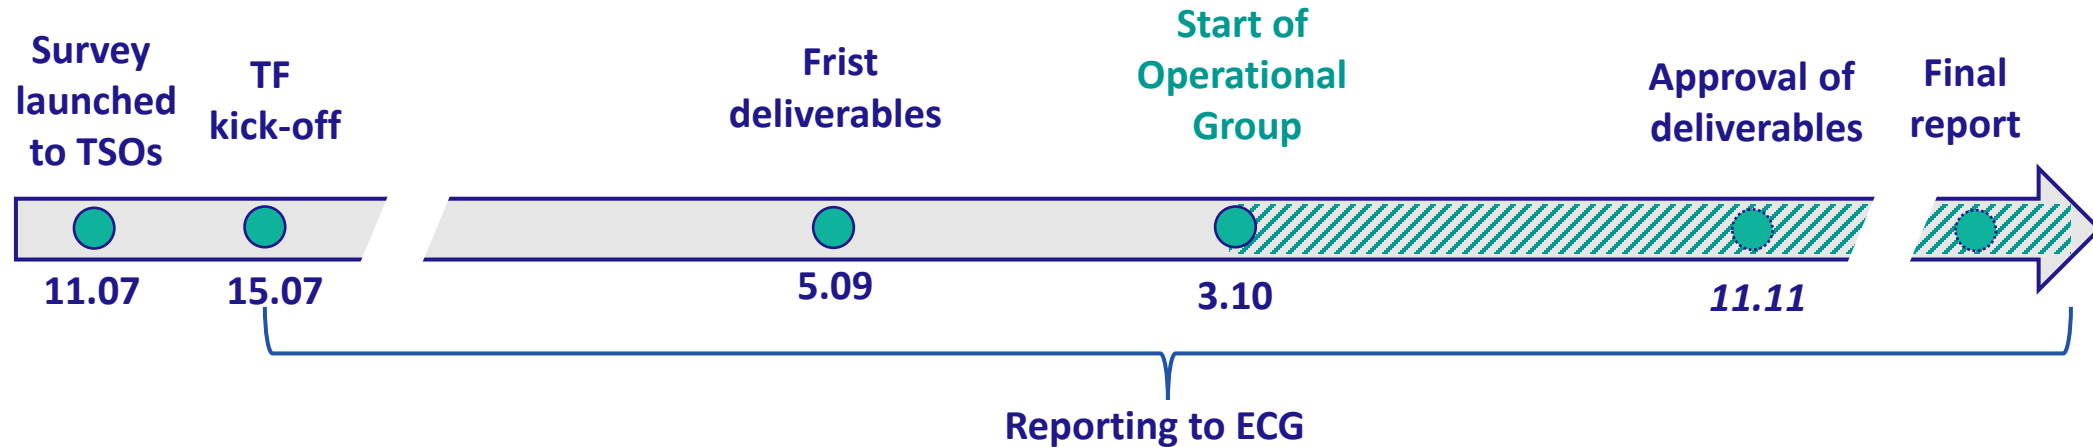 Survey
launched
to TSOs
TF
kick-off
Frist
deliverables
Start of
Operational
Group
Approval of
deliverables
Final
report
11.07
15.07
5.09
3.10
11.11
Reporting to ECG